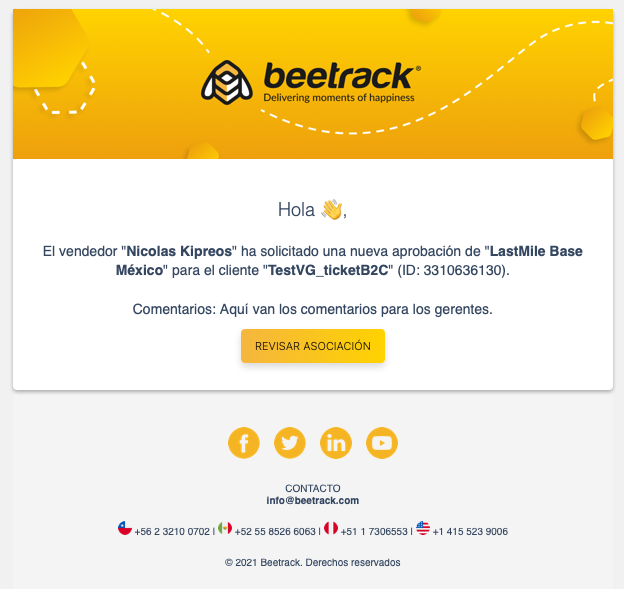 beetrack®
Delivering moments of happiness
Hola 👋,
El vendedor "Nicolas Kipreos" ha solicitado una nueva aprobación de "LastMile Base
México" para el cliente "TestVG_ticketB2C" (ID: 3310636130).
Comentarios: Aquí van los comentarios para los gerentes.
REVISAR ASOCIACIÓN
CONTACTO
info@beetrack.com
+56 2 3210 0702 | +52 55 8526 6063 | +51 1 7306553 | +1 415 523 9006
© 2021 Beetrack. Derechos reservados